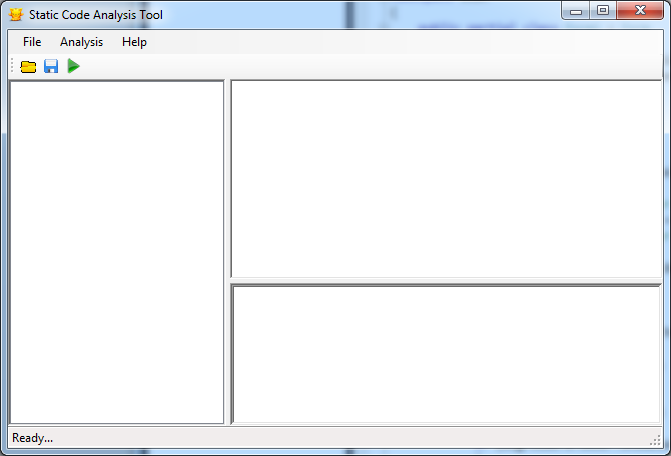 Static Code Analysis Tool
File Analysis Help
Ready...